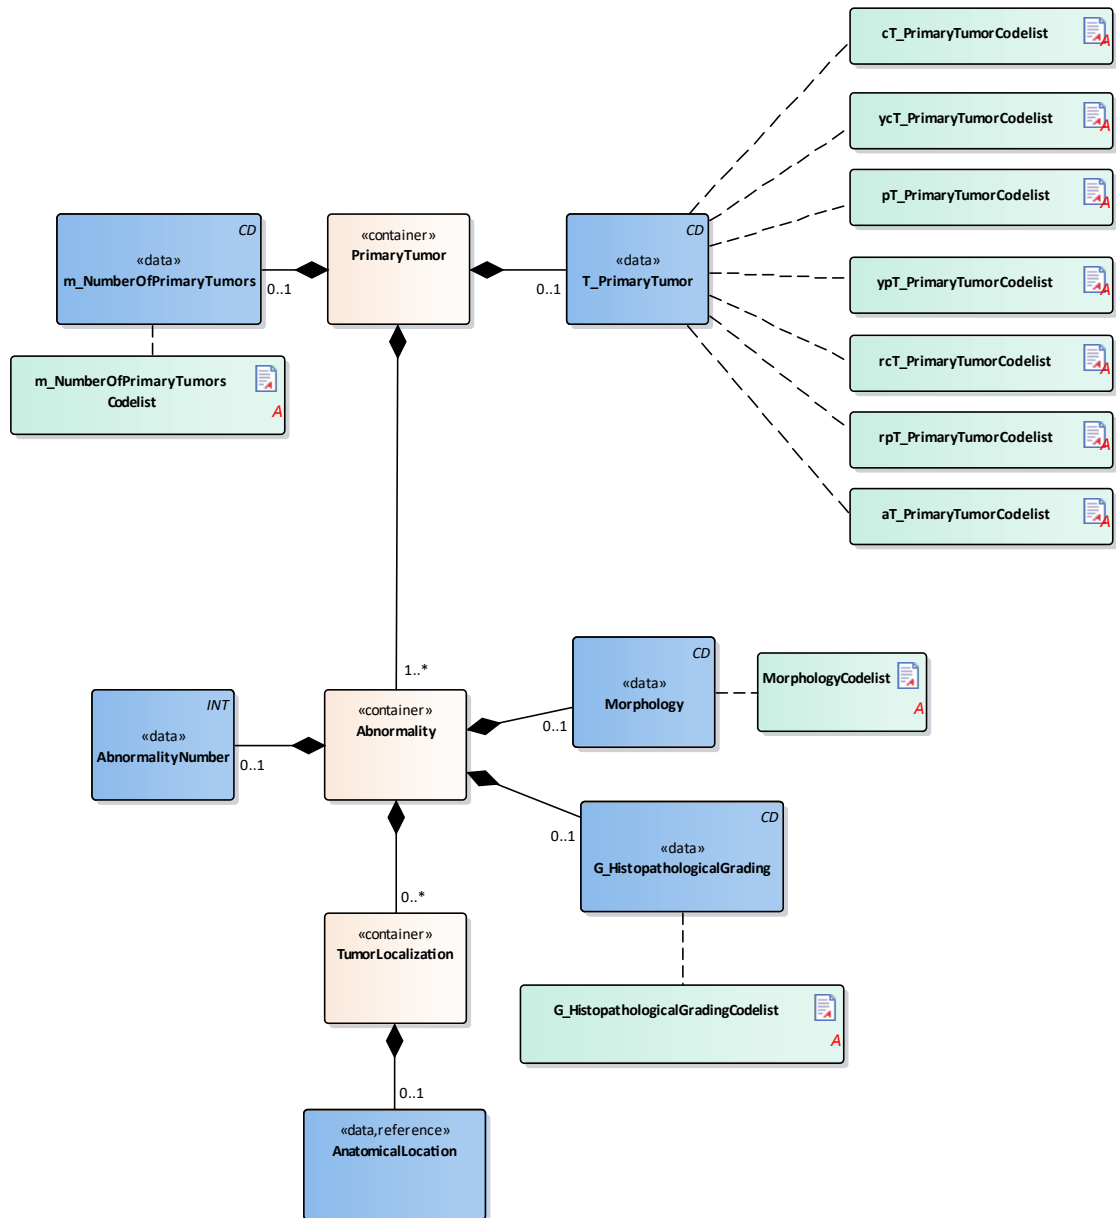 cT_PrimaryTumorCodelist
A
ycT_PrimaryTumorCodelist
A
pT_PrimaryTumorCodelist
A
CD
«data»
m_NumberOfPrimaryTumors
0..1
«container»
PrimaryTumor
CD
«data»
T_PrimaryTumor
0..1
ypT_PrimaryTumorCodelist
A
rcT_PrimaryTumorCodelist
A
m_NumberOfPrimaryTumors
Codelist
A
rpT_PrimaryTumorCodelist
A
aT_PrimaryTumorCodelist
A
1..*
CD
«data»
Morphology
0..1
MorphologyCodelist
A
INT
«data»
AbnormalityNumber
0..1
«container»
Abnormality
CD
«data»
G_HistopathologicalGrading
0..1
0..*
«container»
TumorLocalization
G_HistopathologicalGradingCodelist
A
0..1
«data,reference»
AnatomicalLocation